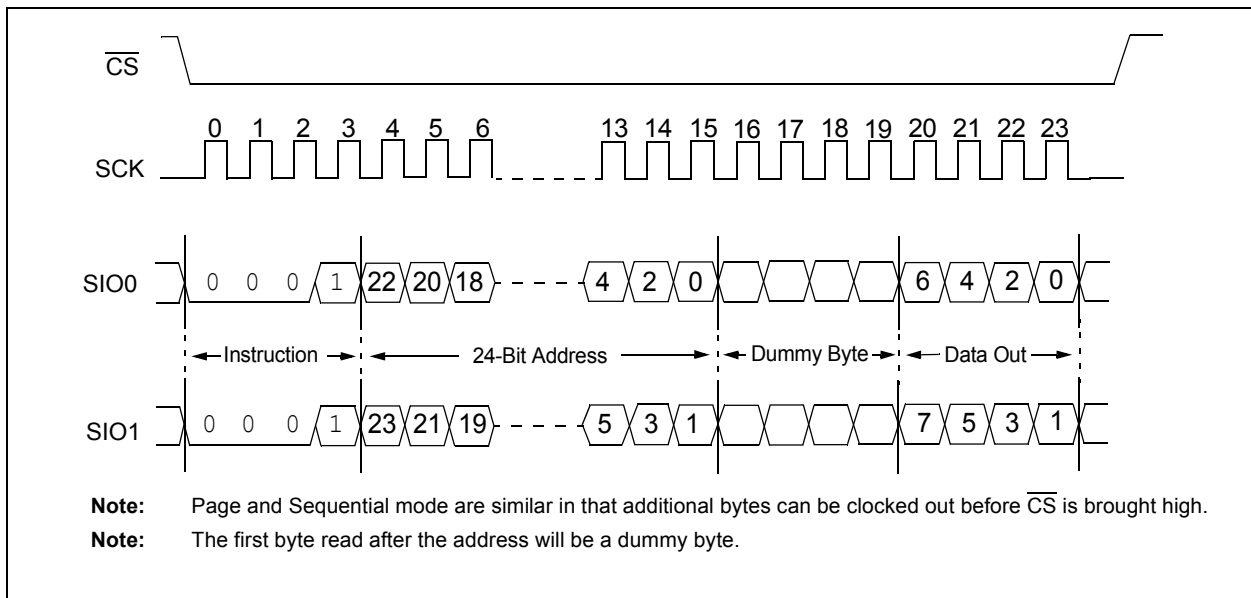 CS
0 1 2 3 4 5 6 13 14 15 16 17 18 19 20 21 22 23
SCK
SIO0 0 0 0 1 22 20 18 4 2 0 6 4 2 0
Instruction 24-Bit Address Dummy Byte Data Out
SIO1 0 0 0 1 23 21 19 5 3 1 7 5 3 1
Note: Page and Sequential mode are similar in that additional bytes can be clocked out before CS is brought high.
Note: The first byte read after the address will be a dummy byte.